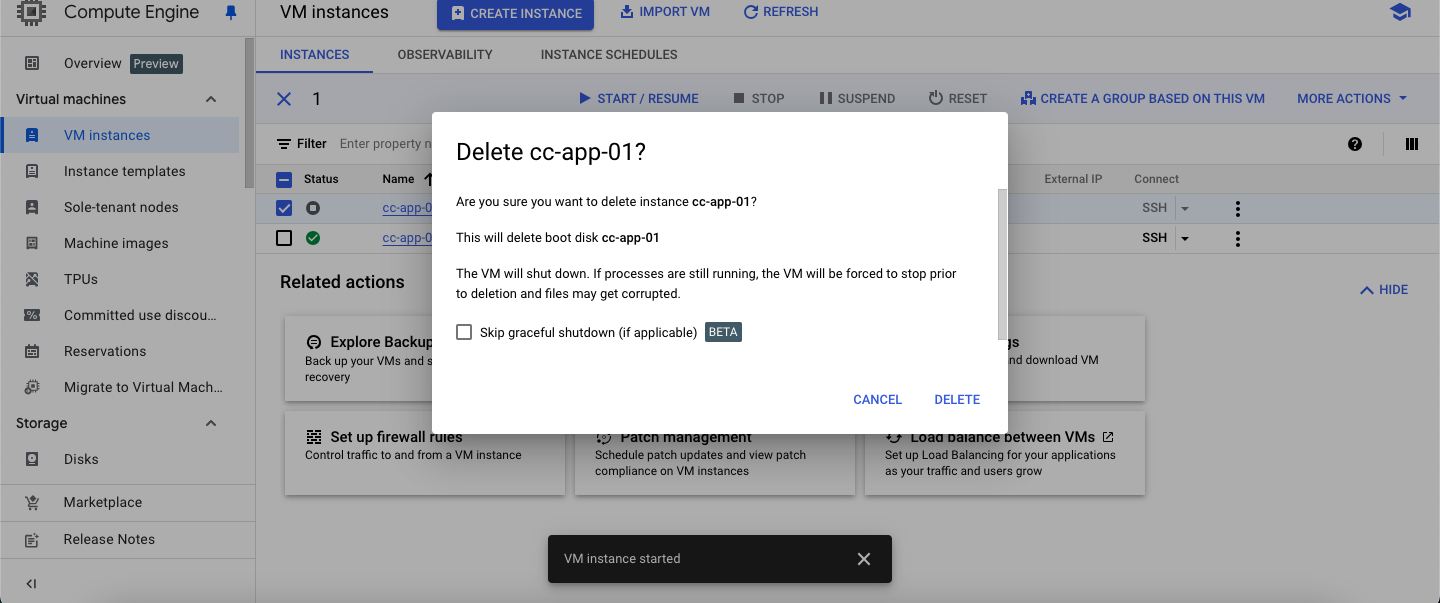 Compute Engine
VM instances
CREATE INSTANCE
IMPORT VM
REFRESH
Overview
Preview
Virtual machines
VM instances
Instance templates
Sole-tenant nodes
Machine images
TPUs
Committed use discou…
Reservations
Migrate to Virtual Mach…
Storage
Disks
Marketplace
Release Notes
INSTANCES
OBSERVABILITY
INSTANCE SCHEDULES
1
START / RESUME
STOP
SUSPEND
RESET
CREATE A GROUP BASED ON THIS VM
MORE ACTIONS
Filter
Enter property
Status
Name
External IP
Connect
cc-app-0
SSH
cc-app-0
SSH
Related actions
HIDE
Explore Backup
Back up your VMs and
recovery
and download VM
Set up firewall rules
Control traffic to and from a VM instance
Patch management
Schedule patch updates and view patch
compliance on VM instances
Load balance between VMs
Set up Load Balancing for your applications
as your traffic and users grow
Delete cc-app-01?
Are you sure you want to delete instance cc-app-01?
This will delete boot disk cc-app-01
The VM will shut down. If processes are still running, the VM will be forced to stop prior
to deletion and files may get corrupted.
Skip graceful shutdown (if applicable)
BETA
CANCEL
DELETE
VM instance started